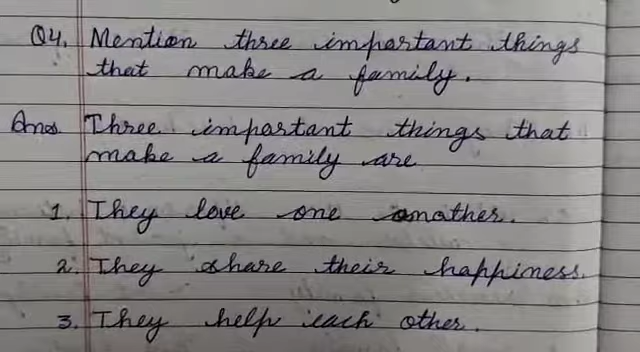 Q4. Mention three important things
that make a family.
Ans Three important things that
make a family are
1. They love one another.
2. They share their happiness.
3. They help each other.